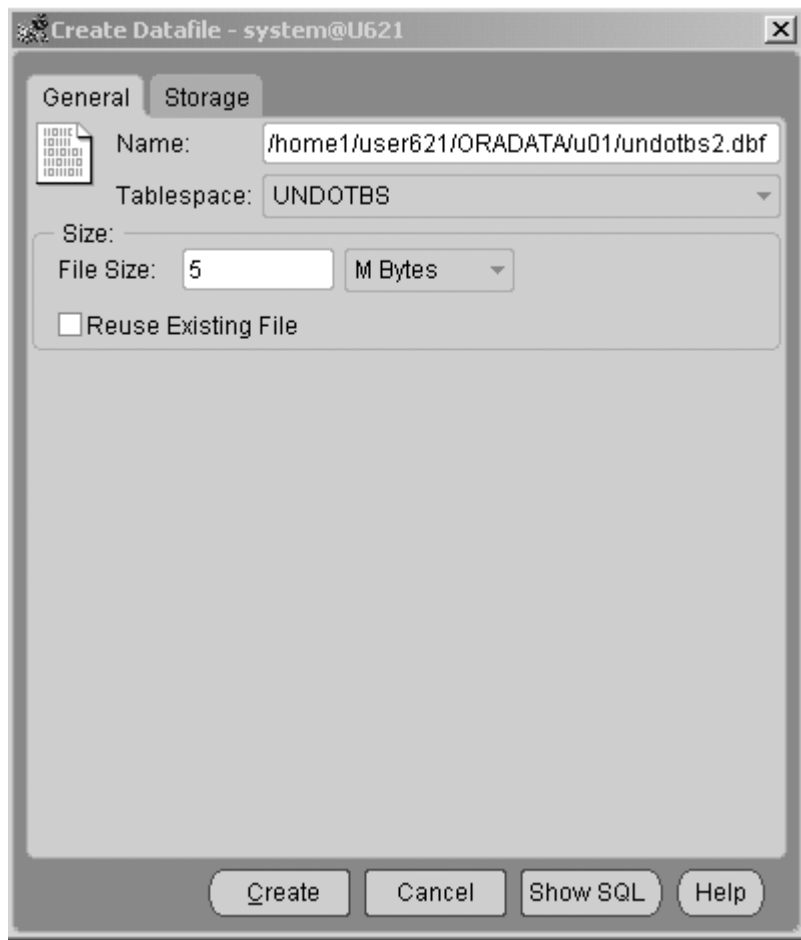 Create Datafile - system@U621
General Storage
Name: /home1/user621/ORADATA/u01/undotbs2.dbf
Tablespace: UNDOTBS
Size:
File Size: 5 M Bytes
Reuse Existing File
Create Cancel Show SQL Help